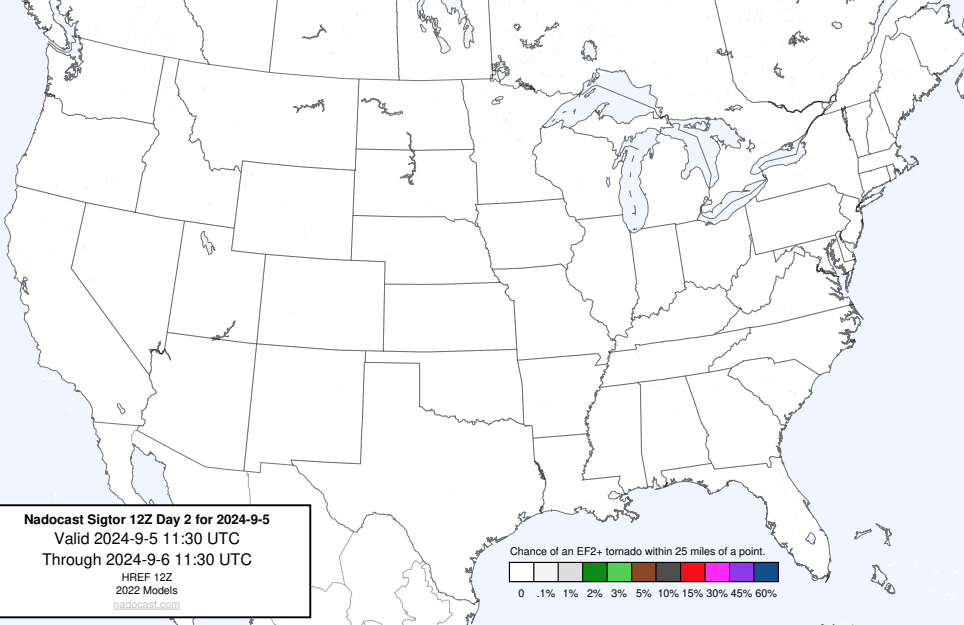 Nadocast Sigtor 12Z Day 2 for 2024-9-5
Valid 2024-9-5 11:30 UTC
Through 2024-9-6 11:30 UTC
HREF 12Z
2022 Models
nadocast.com
Chance of an EF2+ tornado within 25 miles of a point.
0 .1% 1% 2% 3% 5% 10% 15% 30% 45% 60%